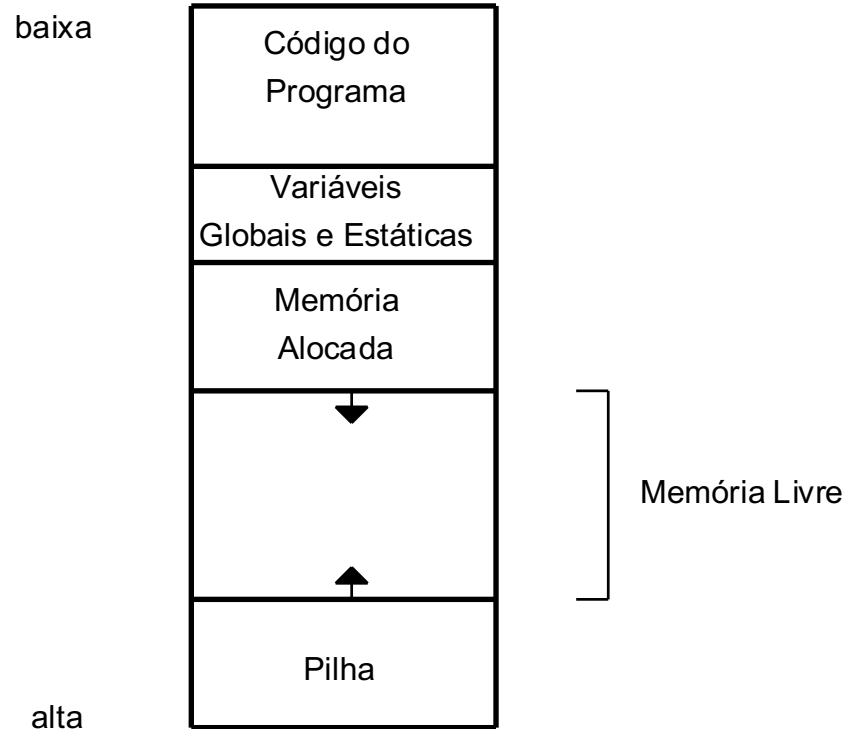 baixa
Código do
Programa
Variáveis
Globais e Estáticas
Memória
Alocada
Memória Livre
Pilha
alta